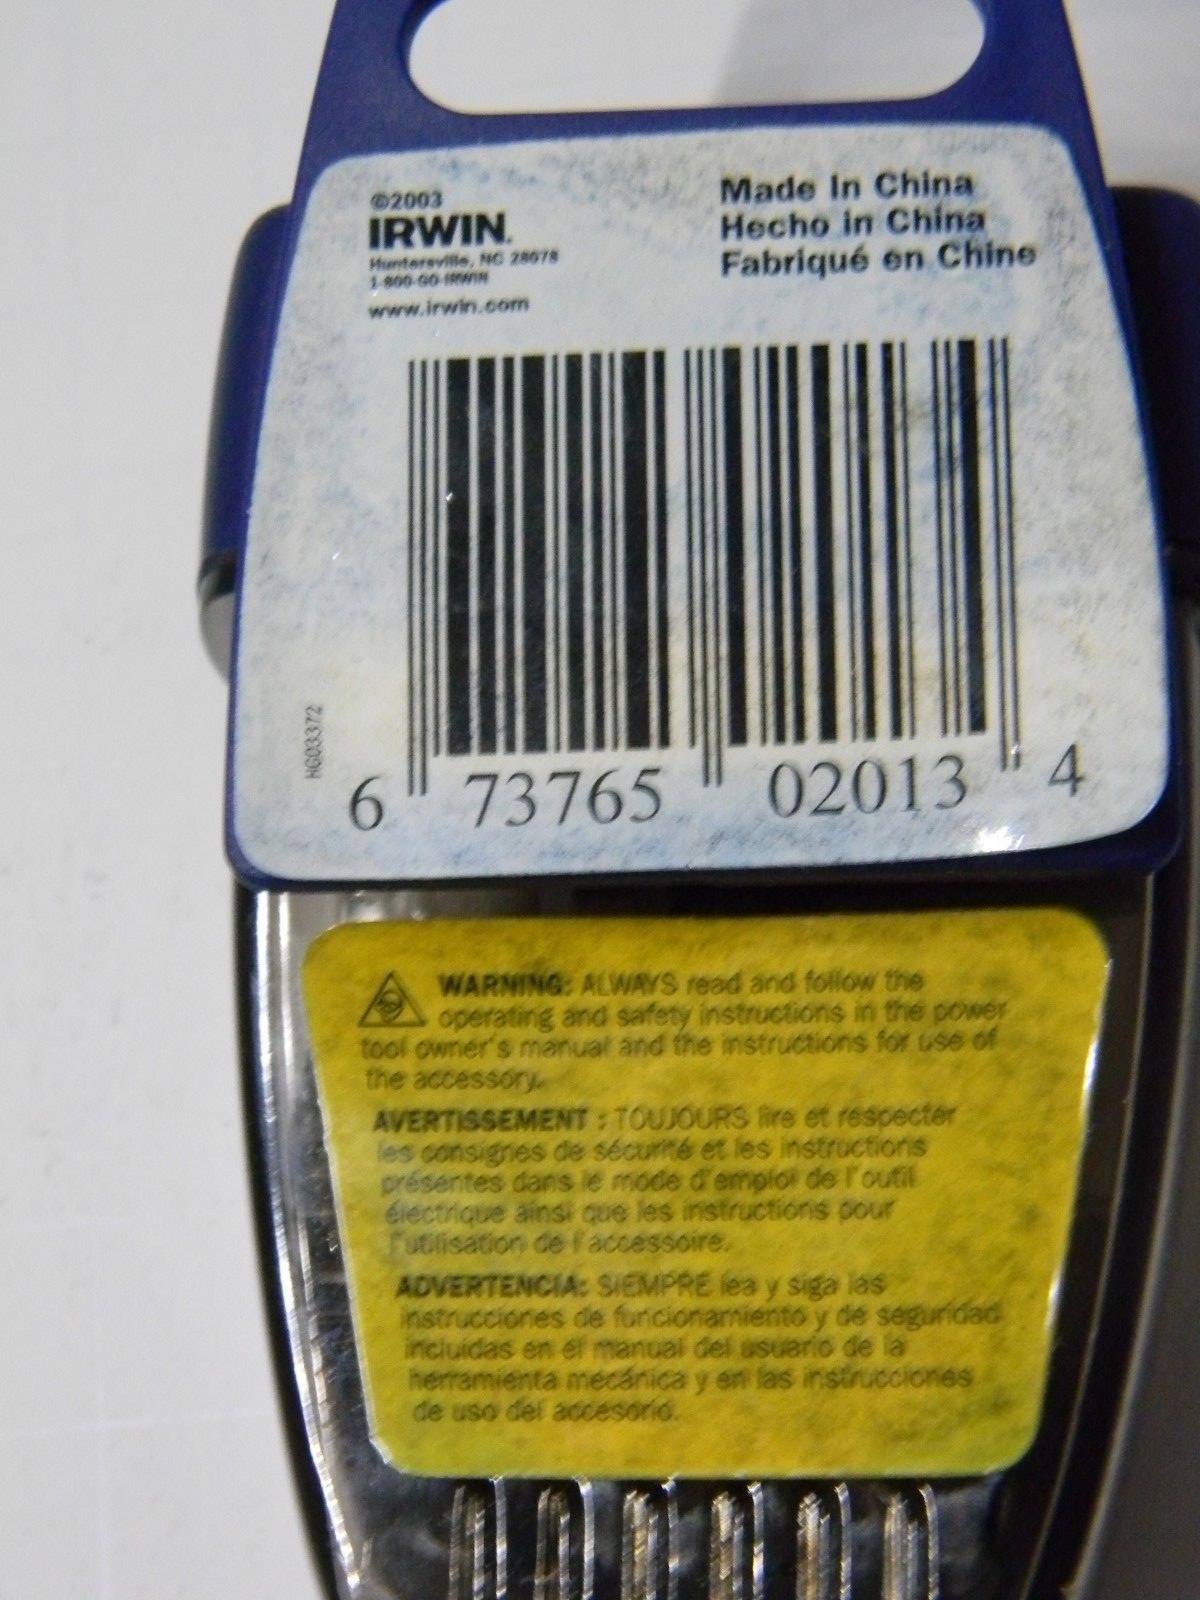 ©2003
IRWIN.
Huntersville, NC 28078
1-800-GO-IRWIN
www.irwin.com
Made In China
Hecho in China
Fabriqué en Chine
HG03372
6 73765 02013 4
WARNING: ALWAYS read and follow the
operating and safety instructions in the power
tool owner's manual and the instructions for use of
the accessory.
AVERTISSEMENT : TOUJOURS lire et respecter
les consignes de sécurité et les instructions
présentes dans le mode d'emploi de l'outil
électrique ainsi que les instructions pour
l'utilisation de l'accessoire.
ADVERTENCIA: SIEMPRE lea y siga las
instrucciones de funcionamiento y de seguridad
incluidas en el manual del usuario de la
herramienta mecánica y en las instrucciones
de uso del accesorio.